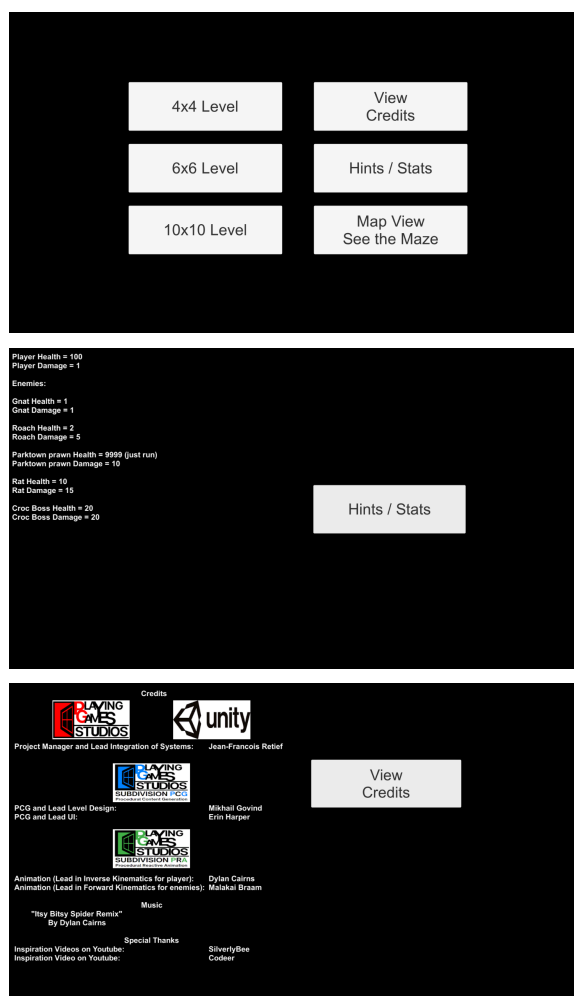 4x4 Level
View
Credits
6x6 Level
Hints / Stats
10x10 Level
Map View
See the Maze
Player Health = 100
Player Damage = 1
Enemies:
Gnat Health = 1
Gnat Damage = 1
Roach Health = 2
Roach Damage = 5
Parktown prawn Health = 9999 (just run)
Parktown prawn Damage = 10
Rat Health = 10
Rat Damage = 15
Croc Boss Health = 20
Croc Boss Damage = 20
Hints / Stats
Credits
PLAYING
GAMES
STUDIOS
unity
Project Manager and Lead Integration of Systems: Jean-Francois Retief
View
Credits
PLAYING
GAMES
STUDIOS
SUBDIVISION PCG
Procedural Content Generation
PCG and Lead Level Design: Mikhail Govind
PCG and Lead UI: Erin Harper
PLAYING
GAMES
STUDIOS
SUBDIVISION PRA
Procedural Reactive Animation
Animation (Lead in Inverse Kinematics for player): Dylan Cairns
Animation (Lead in Forward Kinematics for enemies): Malakai Braam
Music
"Itsy Bitsy Spider Remix"
By Dylan Cairns
Special Thanks
Inspiration Videos on Youtube: SilverlyBee
Inspiration Video on Youtube: Codeer